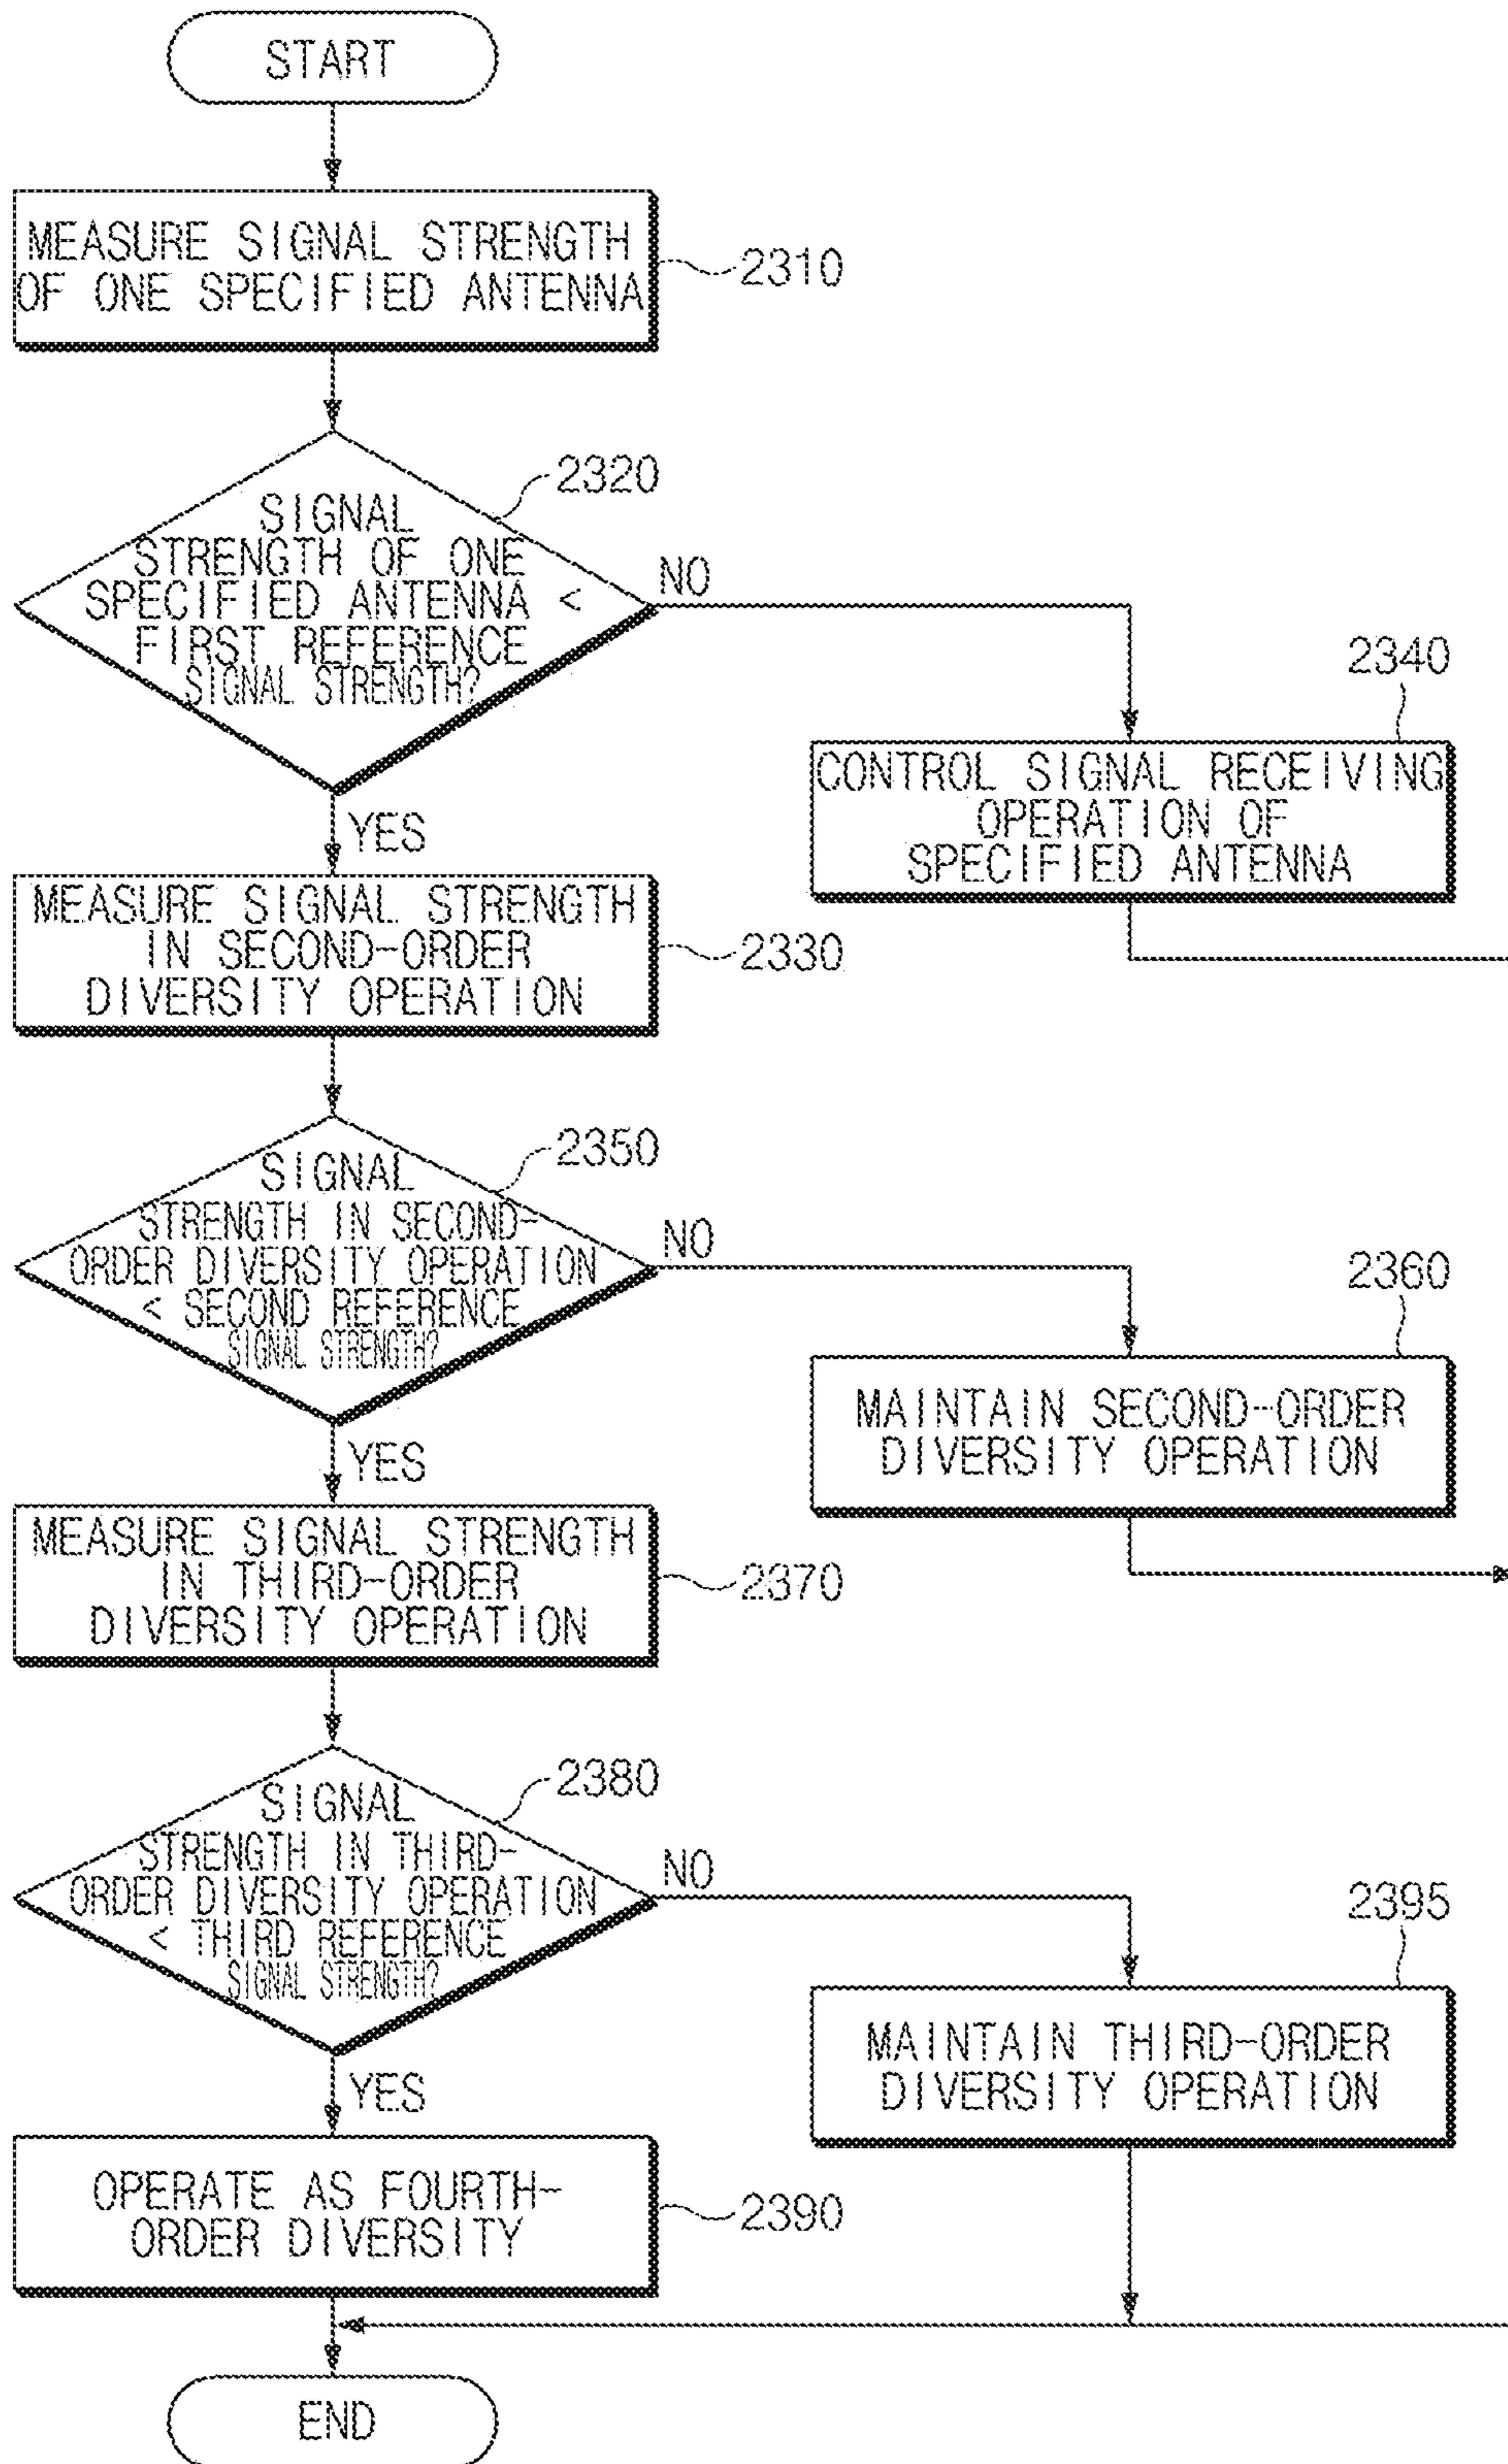 START
MEASURE SIGNAL STRENGTH
OF ONE SPECIFIED ANTENNA
2310
2320
SIGNAL
STRENGTH OF ONE
SPECIFIED ANTENNA <
FIRST REFERENCE
SIGNAL STRENGTH?
NO
2340
CONTROL SIGNAL RECEIVING
OPERATION OF
SPECIFIED ANTENNA
YES
MEASURE SIGNAL STRENGTH
IN SECOND-ORDER
DIVERSITY OPERATION
2330
2350
SIGNAL
STRENGTH IN SECOND-
ORDER DIVERSITY OPERATION
< SECOND REFERENCE
SIGNAL STRENGTH?
NO
2360
MAINTAIN SECOND-ORDER
DIVERSITY OPERATION
YES
MEASURE SIGNAL STRENGTH
IN THIRD-ORDER
DIVERSITY OPERATION
2370
2380
SIGNAL
STRENGTH IN THIRD-
ORDER DIVERSITY OPERATION
< THIRD REFERENCE
SIGNAL STRENGTH?
NO
2395
MAINTAIN THIRD-ORDER
DIVERSITY OPERATION
YES
OPERATE AS FOURTH-
ORDER DIVERSITY
2390
END